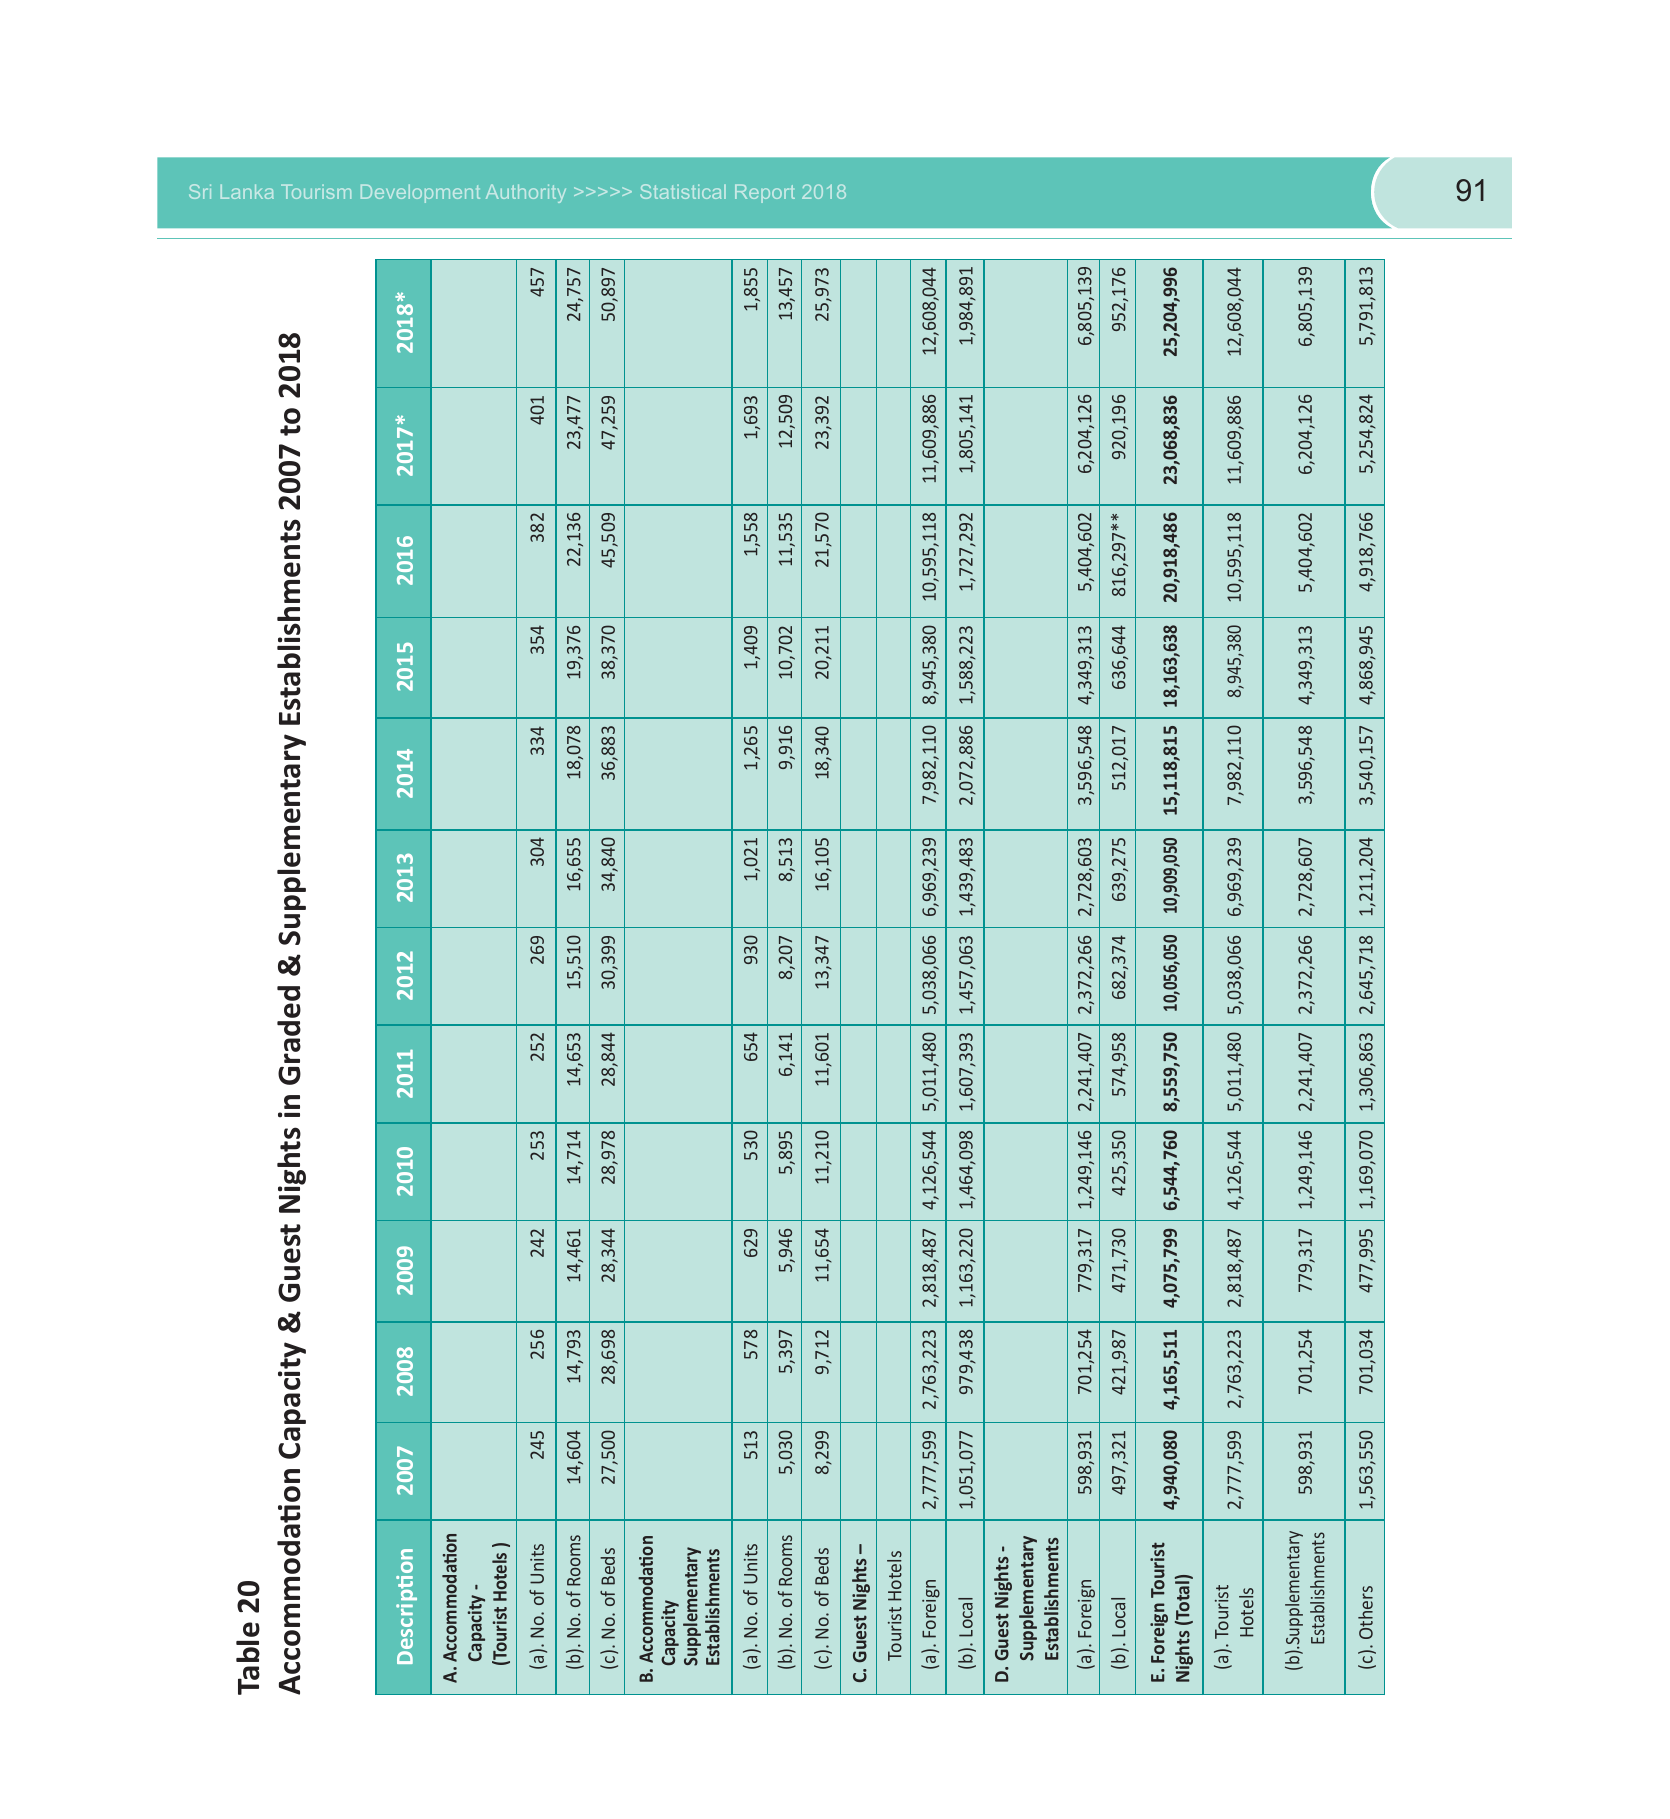 Sri Lanka Tourism Development Authority >>>>> Statistical Report 2018
91
Table 20
Accommodation Capacity & Guest Nights in Graded & Supplementary Establishments 2007 to 2018
Description 2007 2008 2009 2010 2011 2012 2013 2014 2015 2016 2017* 2018*
A. Accommodation
Capacity -
(Tourist Hotels )
(a). No. of Units 245 256 242 253 252 269 304 334 354 382 401 457
(b). No. of Rooms 14,604 14,793 14,461 14,714 14,653 15,510 16,655 18,078 19,376 22,136 23,477 24,757
(c). No. of Beds 27,500 28,698 28,344 28,978 28,844 30,399 34,840 36,883 38,370 45,509 47,259 50,897
B. Accommodation
Capacity
Supplementary
Establishments
(a). No. of Units 513 578 629 530 654 930 1,021 1,265 1,409 1,558 1,693 1,855
(b). No. of Rooms 5,030 5,397 5,946 5,895 6,141 8,207 8,513 9,916 10,702 11,535 12,509 13,457
(c). No. of Beds 8,299 9,712 11,654 11,210 11,601 13,347 16,105 18,340 20,211 21,570 23,392 25,973
C. Guest Nights –
Tourist Hotels
(a). Foreign 2,777,599 2,763,223 2,818,487 4,126,544 5,011,480 5,038,066 6,969,239 7,982,110 8,945,380 10,595,118 11,609,886 12,608,044
(b). Local 1,051,077 979,438 1,163,220 1,464,098 1,607,393 1,457,063 1,439,483 2,072,886 1,588,223 1,727,292 1,805,141 1,984,891
D. Guest Nights -
Supplementary
Establishments
(a). Foreign 598,931 701,254 779,317 1,249,146 2,241,407 2,372,266 2,728,603 3,596,548 4,349,313 5,404,602 6,204,126 6,805,139
(b). Local 497,321 421,987 471,730 425,350 574,958 682,374 639,275 512,017 636,644 816,297** 920,196 952,176
E. Foreign Tourist
Nights (Total) 4,940,080 4,165,511 4,075,799 6,544,760 8,559,750 10,056,050 10,909,050 15,118,815 18,163,638 20,918,486 23,068,836 25,204,996
(a). Tourist
Hotels 2,777,599 2,763,223 2,818,487 4,126,544 5,011,480 5,038,066 6,969,239 7,982,110 8,945,380 10,595,118 11,609,886 12,608,044
(b).Supplementary
Establishments 598,931 701,254 779,317 1,249,146 2,241,407 2,372,266 2,728,607 3,596,548 4,349,313 5,404,602 6,204,126 6,805,139
(c). Others 1,563,550 701,034 477,995 1,169,070 1,306,863 2,645,718 1,211,204 3,540,157 4,868,945 4,918,766 5,254,824 5,791,813